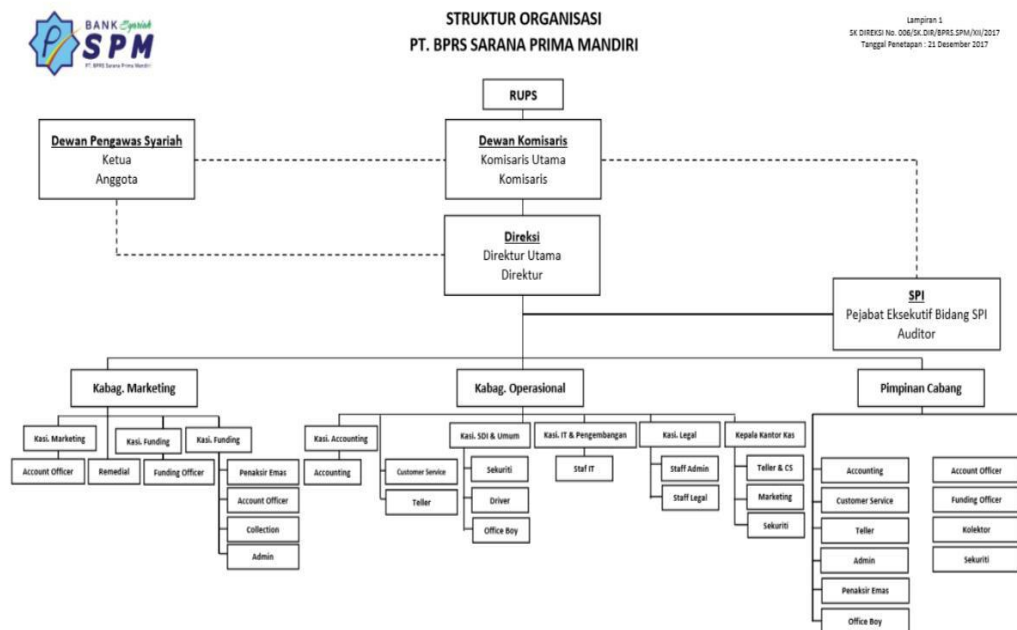 BANK Syariah
SPM
PT. BPRS Sarana Prima Mandiri
STRUKTUR ORGANISASI
PT. BPRS SARANA PRIMA MANDIRI
Lampiran 1
SK DIREKSI No. 006/SK.DIR/BPRS.SPM/XII/2017
Tanggal Penetapan : 21 Desember 2017
RUPS
Dewan Pengawas Syariah
Ketua
Anggota
Dewan Komisaris
Komisaris Utama
Komisaris
Direksi
Direktur Utama
Direktur
SPI
Pejabat Eksekutif Bidang SPI
Auditor
Kabag. Marketing
Kabag. Operasional
Pimpinan Cabang
Kasi. Marketing
Kasi. Funding
Kasi. Funding
Account Officer
Remedial
Funding Officer
Penaksir Emas
Account Officer
Collection
Admin
Kasi. Accounting
Kasi. SDI & Umum
Kasi. IT & Pengembangan
Kasi. Legal
Kepala Kantor Kas
Accounting
Customer Service
Teller
Sekuriti
Driver
Office Boy
Staf IT
Staff Admin
Staff Legal
Teller & CS
Marketing
Sekuriti
Accounting
Customer Service
Teller
Admin
Penaksir Emas
Office Boy
Account Officer
Funding Officer
Kolektor
Sekuriti